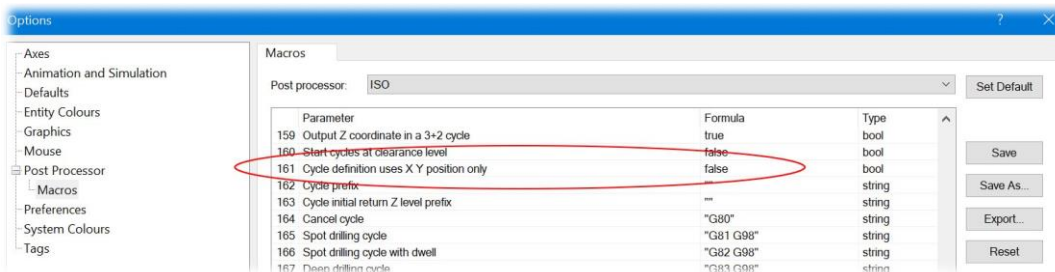 Options ?
Axes
Animation and Simulation
Defaults
Entity Colours
Graphics
Mouse
Post Processor
Macros
Preferences
System Colours
Tags
Macros
Post processor: ISO Set Default
Parameter Formula Type
159 Output Z coordinate in a 3+2 cycle true bool
160 Start cycles at clearance level false bool
161 Cycle definition uses X Y position only false bool
162 Cycle prefix "" string
163 Cycle initial return Z level prefix "" string
164 Cancel cycle "G80" string
165 Spot drilling cycle "G81 G98" string
166 Spot drilling cycle with dwell "G82 G98" string
167 Deep drilling cycle "G83 G98" string
Save
Save As...
Export...
Reset